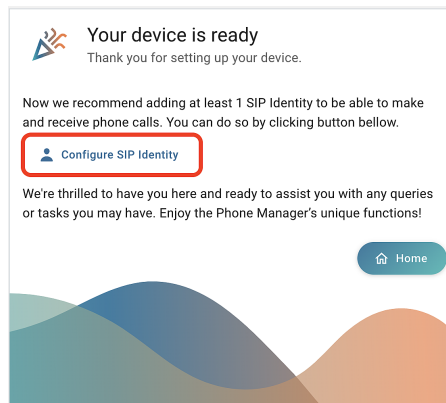 Your device is ready
Thank you for setting up your device.
Now we recommend adding at least 1 SIP Identity to be able to make
and receive phone calls. You can do so by clicking button bellow.
Configure SIP Identity
We're thrilled to have you here and ready to assist you with any queries
or tasks you may have. Enjoy the Phone Manager's unique functions!
Home